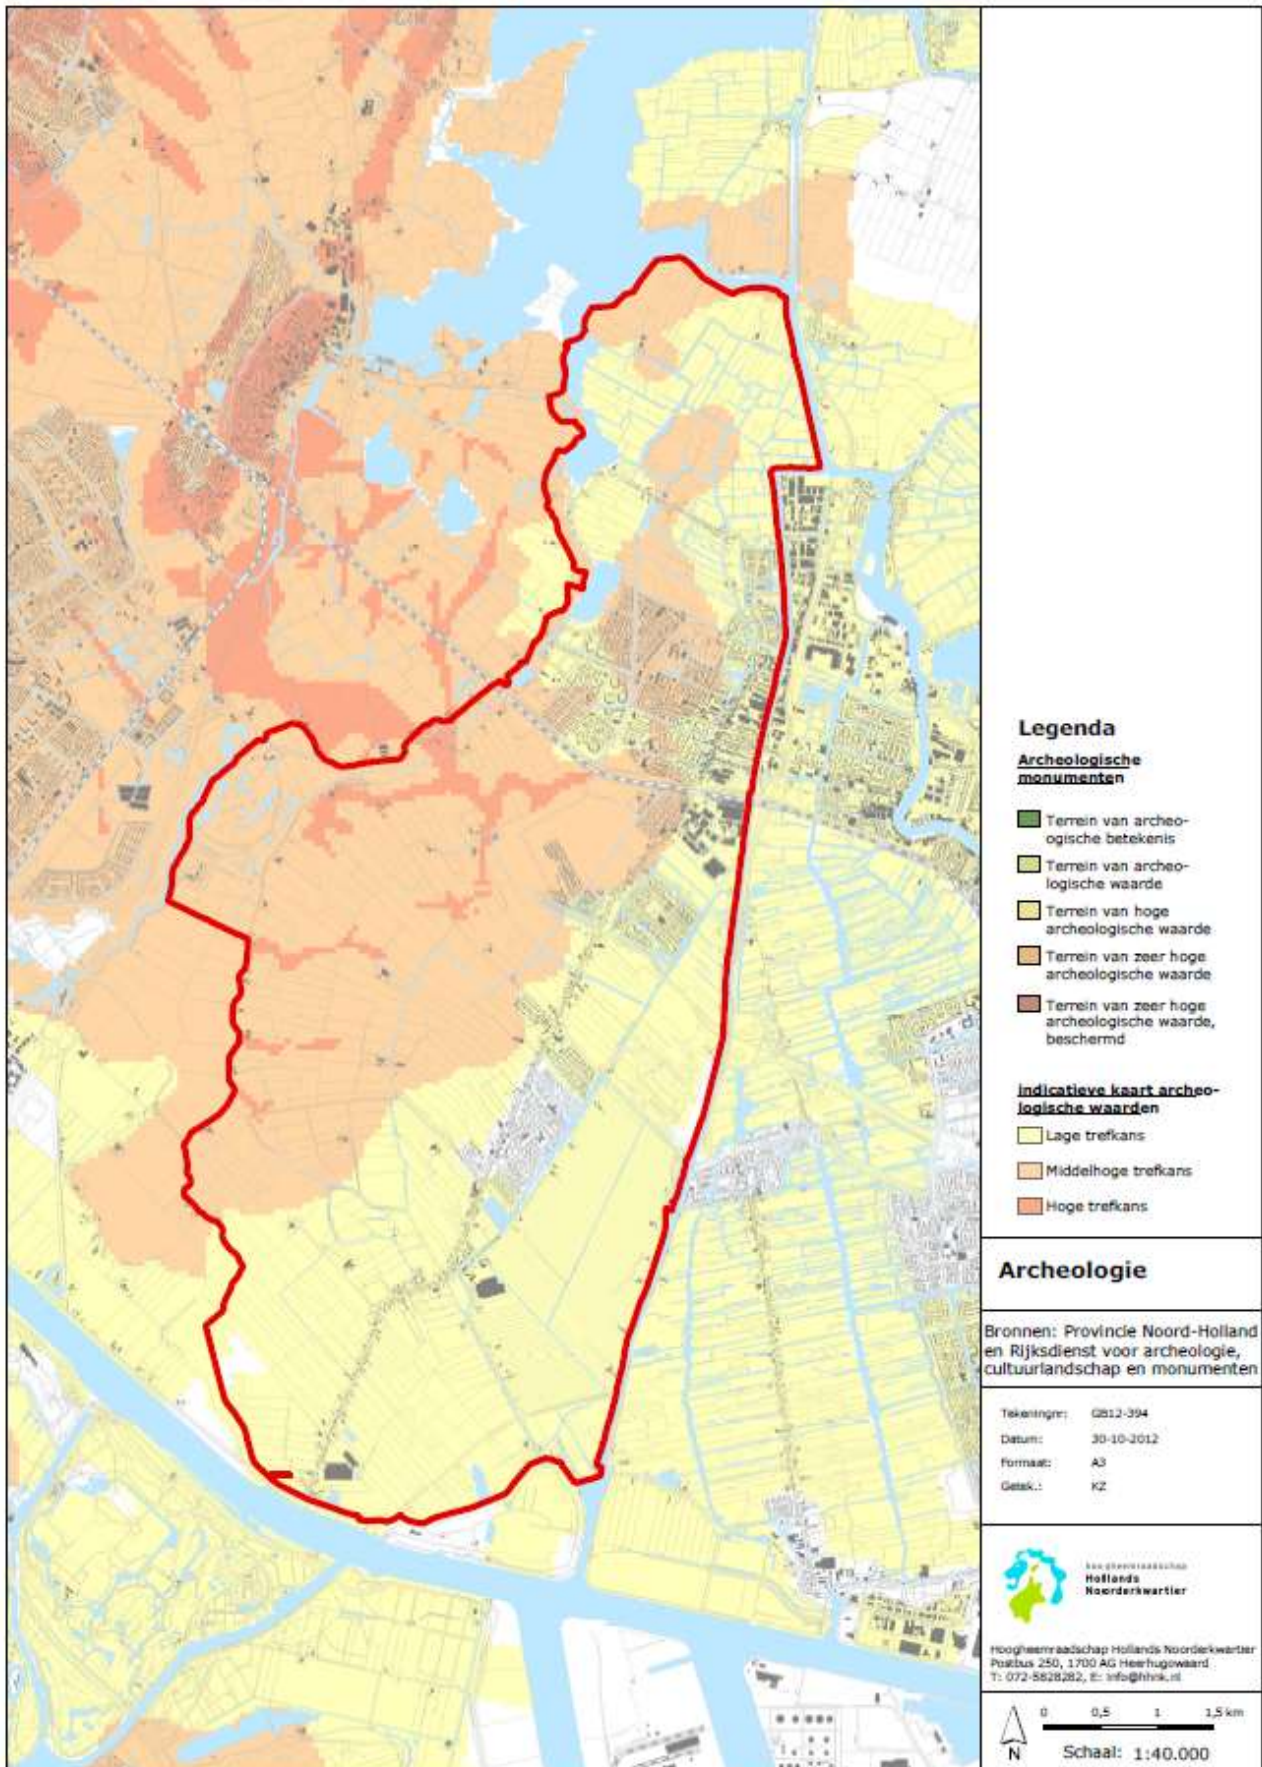 Legenda
Archeologische
monumenten
Terrein van archeo-
ogische betekenis
Terrein van archeo-
logische waarde
Terrein van hoge
archeologische waarde
Terrein van zeer hoge
archeologische waarde
Terrein van zeer hoge
archeologische waarde,
beschermd
indicatieve kaart archeo-
logische waarden
Lage trefkans
Middelhoge trefkans
Hoge trefkans
Archeologie
Bronnen: Provincie Noord-Holland
en Rijksdienst voor archeologie,
cultuurlandschap en monumenten
Tekeningnr: GB12-394
Datum: 30-10-2012
Formaat: A3
Getek.: KZ
hoogheemraadschap
Hollands
Noorderkwartier
Hoogheemraadschap Hollands Noorderkwartier
Postbus 250, 1700 AG Heerhugowaard
T: 072-5828282, E: info@hhnk.nl
0 0,5 1 1,5 km
N
Schaal: 1:40.000